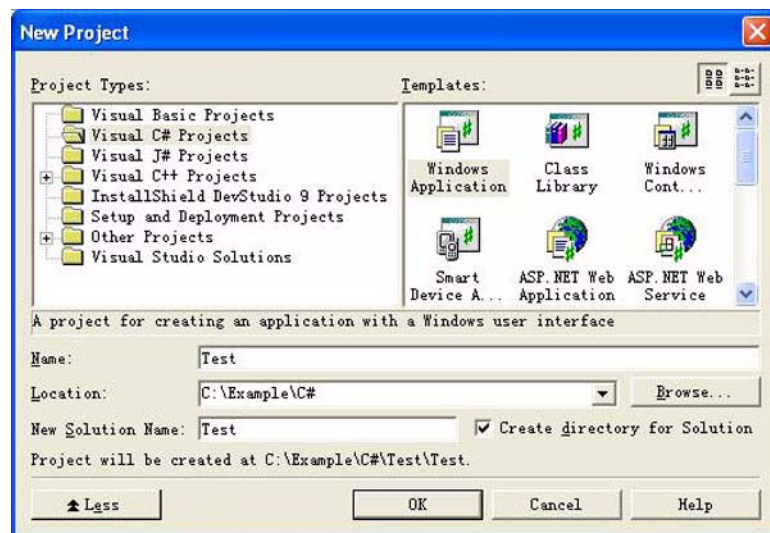 New Project
Project Types:
Templates:
Visual Basic Projects
Visual C# Projects
Visual J# Projects
Visual C++ Projects
InstallShield DevStudio 9 Projects
Setup and Deployment Projects
Other Projects
Visual Studio Solutions
Windows Application
Class Library
Windows Cont...
Smart Device A...
ASP.NET Web Application
ASP.NET Web Service
A project for creating an application with a Windows user interface
Name: Test
Location: C:\Example\C# Browse...
New Solution Name: Test Create directory for Solution
Project will be created at C:\Example\C#\Test\Test.
Less OK Cancel Help